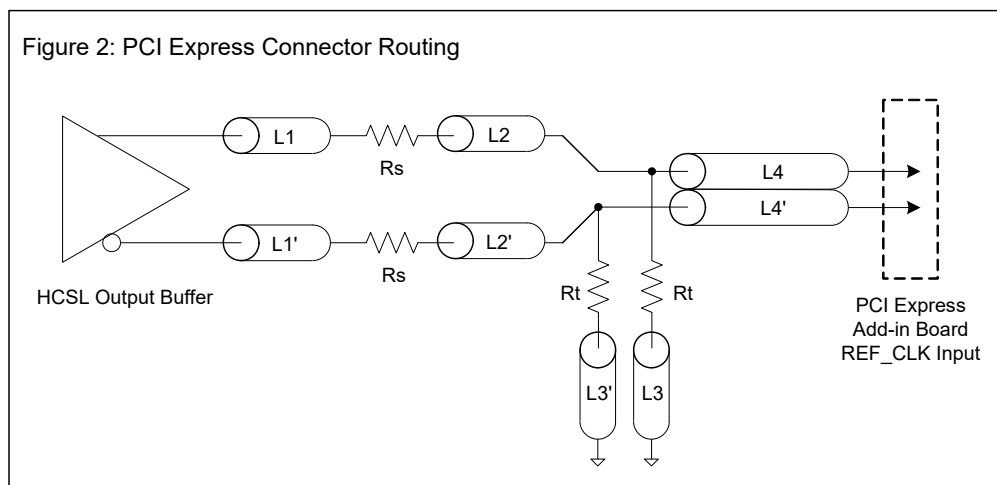 Figure 2: PCI Express Connector Routing
L1
Rs
L2
L4
L4'
L1'
Rs
L2'
HCSL Output Buffer
Rt
Rt
L3'
L3
PCI Express
Add-in Board
REF_CLK Input